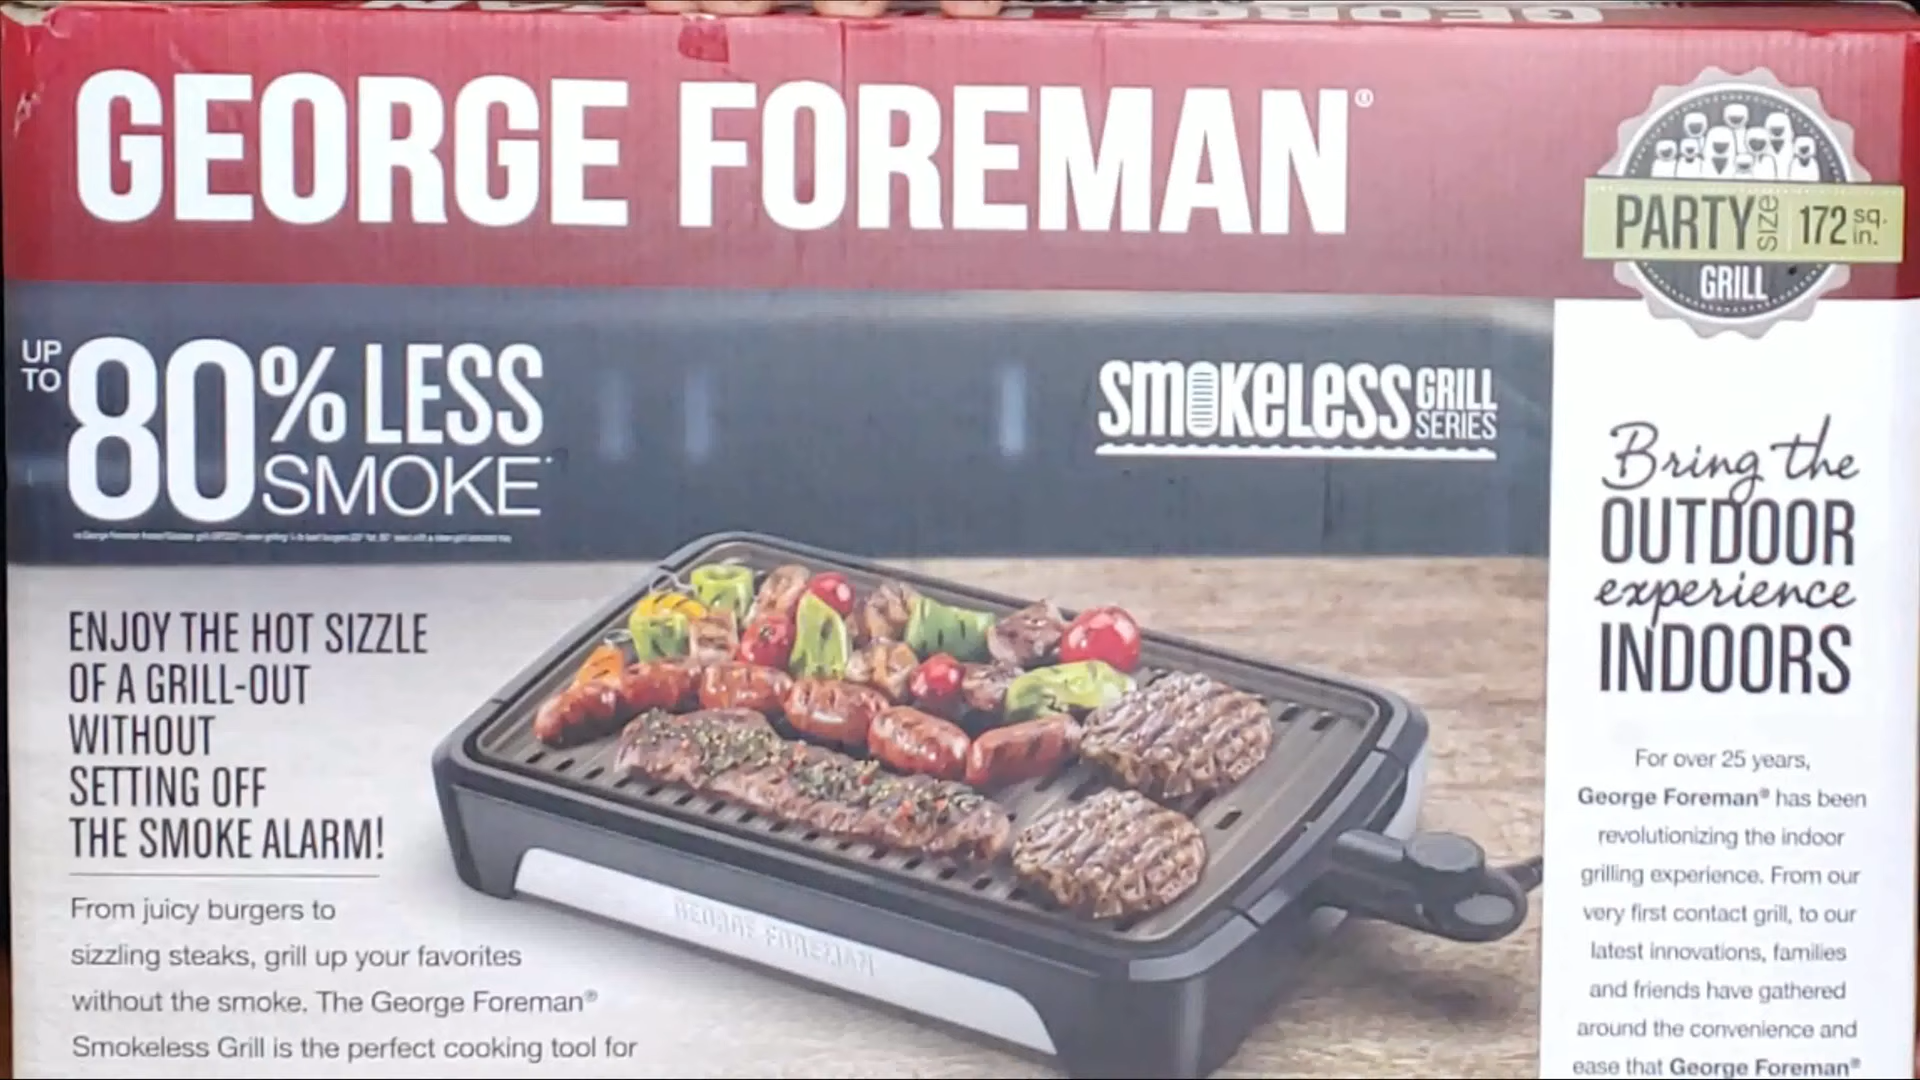 GEORGE FOREMAN®
PARTY SIZE 172 sq. in.
GRILL
UP TO 80% LESS
SMOKE*
SMOKELESS GRILL SERIES
ENJOY THE HOT SIZZLE
OF A GRILL-OUT
WITHOUT
SETTING OFF
THE SMOKE ALARM!
From juicy burgers to
sizzling steaks, grill up your favorites
without the smoke. The George Foreman®
Smokeless Grill is the perfect cooking tool for
GEORGE FOREMAN
Bring the
OUTDOOR
experience
INDOORS
For over 25 years,
George Foreman® has been
revolutionizing the indoor
grilling experience. From our
very first contact grill, to our
latest innovations, families
and friends have gathered
around the convenience and
ease that George Foreman®